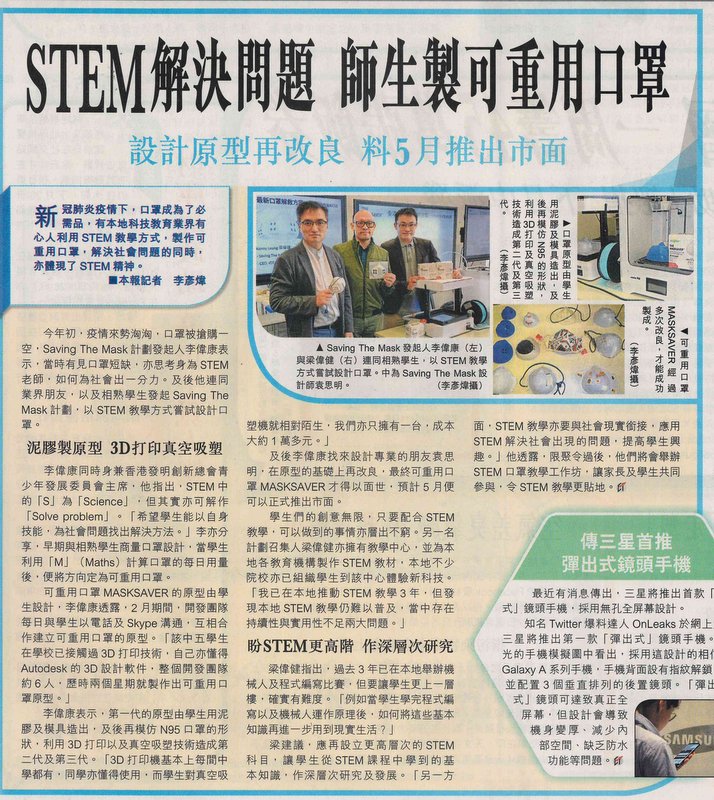 STEM解決問題 師生製可重用口罩
設計原型再改良 料5月推出市面
新冠肺炎疫情下，口罩成為了必
需品，有本地科技教育業界有
心人利用 STEM 教學方式，製作可
重用口罩，解決社會問題的同時，
亦體現了 STEM 精神。
■本報記者 李彥煒
▲ Saving The Mask 發起人李偉康（左）
與梁偉健（右）連同相熟學生，以 STEM 教學
方式嘗試設計口罩。中為 Saving The Mask 設
計師袁思明。 （李彥煒攝）
▶口罩原型由學生
用泥膠及模具造出，及
後再模仿 N95 的形狀，
利用3D打印及真空吸塑
技術造成第二代及第三
代。 （李彥煒攝）
◀可重用口罩
MASKSAVER 經過
多次改良，才能成功
製成。
（李彥煒攝）
今年初，疫情來勢洶洶，口罩被搶購一
空，Saving The Mask 計劃發起人李偉康表
示，當時有見口罩短缺，亦思考身為 STEM
老師，如何為社會出一分力。及後他連同
業界朋友，以及相熟學生發起 Saving The
Mask 計劃，以 STEM 教學方式嘗試設計口
罩。
泥膠製原型 3D打印真空吸塑
李偉康同時身兼香港發明創新總會青
少年發展委員會主席，他指出，STEM 中
的「S」為「Science」，但其實亦可解作
「Solve problem」。「希望學生能以自身
技能，為社會問題找出解決方法。」李亦分
享，早期與相熟學生商量口罩設計，當學生
利用「M」（Maths）計算口罩的每日用量
後，便將方向定為可重用口罩。
可重用口罩 MASKSAVER 的原型由學
生設計，李偉康透露，2 月期間，開發團隊
每日與學生以電話及 Skype 溝通，互相合
作建立可重用口罩的原型。「該中五學生
在學校已接觸過 3D 打印技術，自己亦懂得
Autodesk 的 3D 設計軟件，整個開發團隊
約 6 人，歷時兩個星期就製作出可重用口
罩原型。」
李偉康表示，第一代的原型由學生用泥
膠及模具造出，及後再模仿 N95 口罩的形
狀，利用 3D 打印以及真空吸塑技術造成第
二代及第三代。「3D 打印機基本上每間中
學都有，同學亦懂得使用，而學生對真空吸
塑機就相對陌生，我們亦只擁有一台，成本
大約 1 萬多元。」
及後李偉康找來設計專業的朋友袁思
明，在原型的基礎上再改良，最終可重用口
罩 MASKSAVER 才得以面世，預計 5 月便
可以正式推出市面。
學生們的創意無限，只要配合 STEM
教學，可以做到的事情亦層出不窮。另一名
計劃召集人梁偉健亦擁有教學中心，並為本
地各教育機構製作 STEM 教材，本地不少
院校亦已組織學生到該中心體驗新科技。
「我已在本地推動 STEM 教學 3 年，但發
現本地 STEM 教學仍難以普及，當中存在
持續性與實用性不足兩大問題。」
盼STEM更高階 作深層次研究
梁偉健指出，過去 3 年已在本地舉辦機
械人及程式編寫比賽，但要讓學生更上一層
樓，確實有難度。「例如當學生學完程式編
寫以及機械人運作原理後，如何將這些基本
知識再進一步用到現實生活？」
梁建議，應再設立更高層次的 STEM
科目，讓學生從 STEM 課程中學到的基
本知識，作深層次研究及發展。「另一方
面，STEM 教學亦要與社會現實銜接，應用
STEM 解決社會出現的問題，提高學生興
趣。」他透露，限聚令過後，他們將會舉辦
STEM 口罩教學工作坊，讓家長及學生共同
參與，令 STEM 教學更貼地。
傳三星首推
彈出式鏡頭手機
最近有消息傳出，三星將推出首款「
式」鏡頭手機，採用無孔全屏幕設計。
知名 Twitter 爆料達人 OnLeaks 於網上
三星將推出第一款「彈出式」鏡頭手機。
光的手機模擬圖中看出，採用這設計的相信
Galaxy A 系列手機，手機背面設有指紋解鎖
並配置 3 個垂直排列的後置鏡頭。「彈出
式」鏡頭可達致真正全
屏幕，但設計會導致
機身變厚、減少內
部空間、缺乏防水
功能等問題。
SAMSU